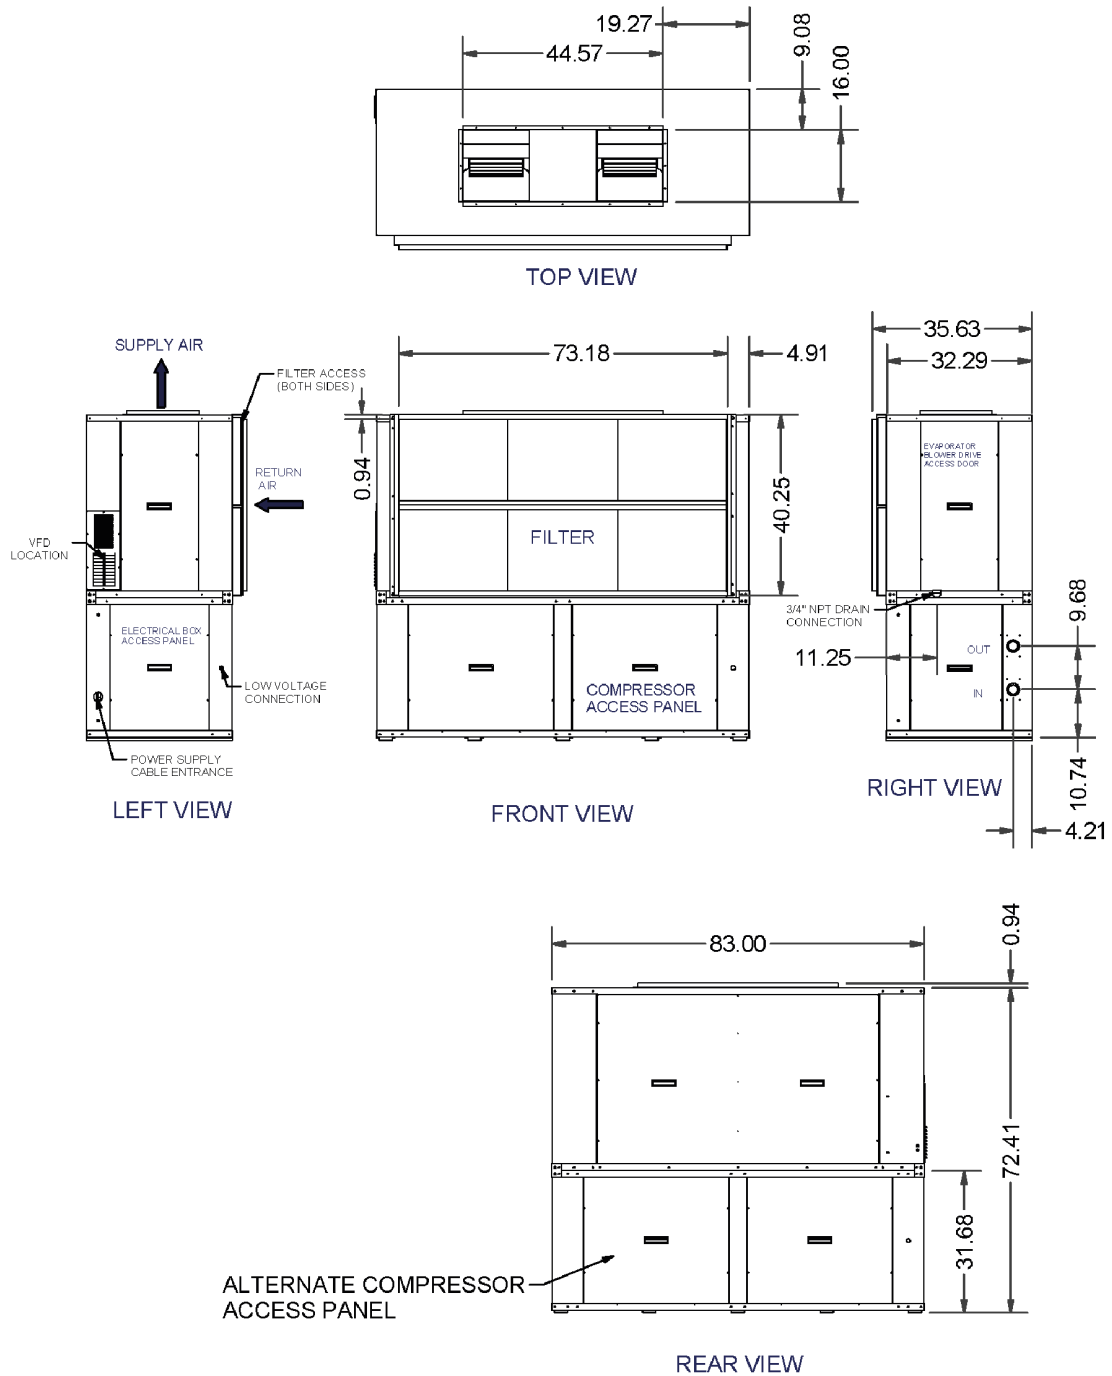 19.27
44.57
9.08
16.00
TOP VIEW
SUPPLY AIR
FILTER ACCESS
(BOTH SIDES)
RETURN
AIR
VFD
LOCATION
ELECTRICAL BOX
ACCESS PANEL
LOW VOLTAGE
CONNECTION
POWER SUPPLY
CABLE ENTRANCE
LEFT VIEW
73.18
4.91
0.94
40.25
FILTER
COMPRESSOR
ACCESS PANEL
FRONT VIEW
35.63
32.29
EVAPORATOR
BLOWER DRIVE
ACCESS DOOR
3/4" NPT DRAIN
CONNECTION
9.68
11.25
OUT
IN
10.74
4.21
RIGHT VIEW
83.00
0.94
72.41
31.68
ALTERNATE COMPRESSOR
ACCESS PANEL
REAR VIEW